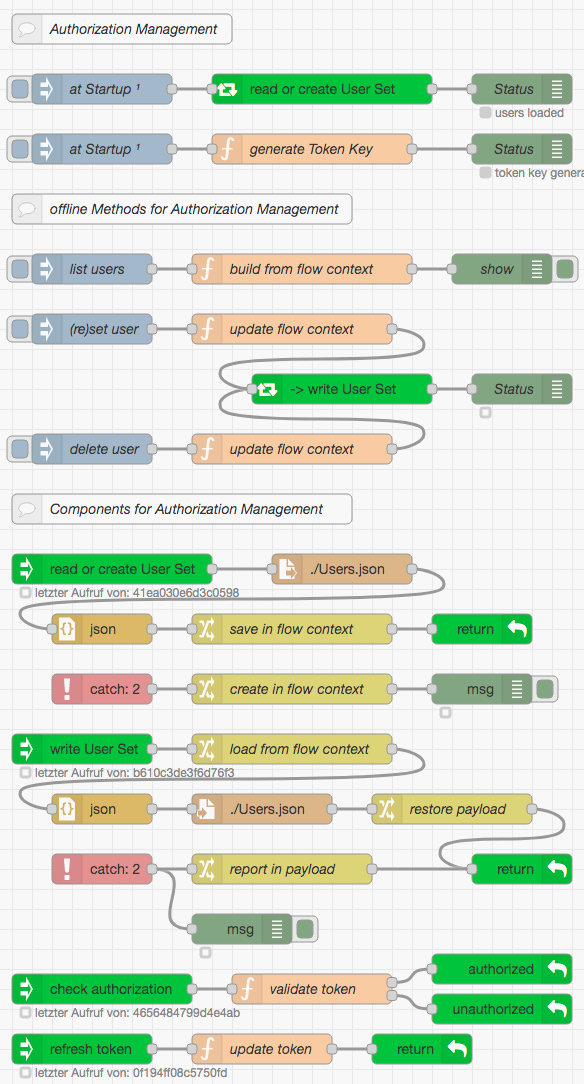 Authorization Management
at Startup ¹
read or create User Set
Status
users loaded
at Startup ¹
generate Token Key
Status
token key genera
offline Methods for Authorization Management
list users
build from flow context
show
(re)set user
update flow context
-> write User Set
Status
delete user
update flow context
Components for Authorization Management
read or create User Set
./Users.json
letzter Aufruf von: 41ea030e6d3c0598
json
save in flow context
return
catch: 2
create in flow context
msg
write User Set
load from flow context
letzter Aufruf von: b610c3de3f6d76f3
json
./Users.json
restore payload
catch: 2
report in payload
return
msg
authorized
check authorization
validate token
unauthorized
letzter Aufruf von: 4656484799d4e4ab
refresh token
update token
return
letzter Aufruf von: 0f194ff08c5750fd